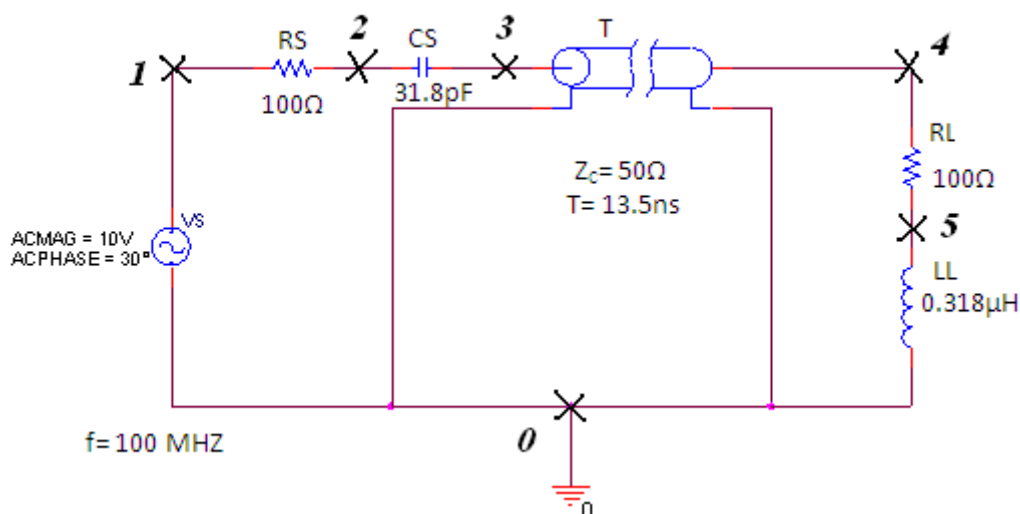 1
RS
100Ω
2
CS
31.8pF
3
T
4
Z_C= 50Ω
T= 13.5ns
RL
100Ω
5
LL
0.318µH
VS
ACMAG = 10V
ACPHASE = 30°
f= 100 MHZ
0
0